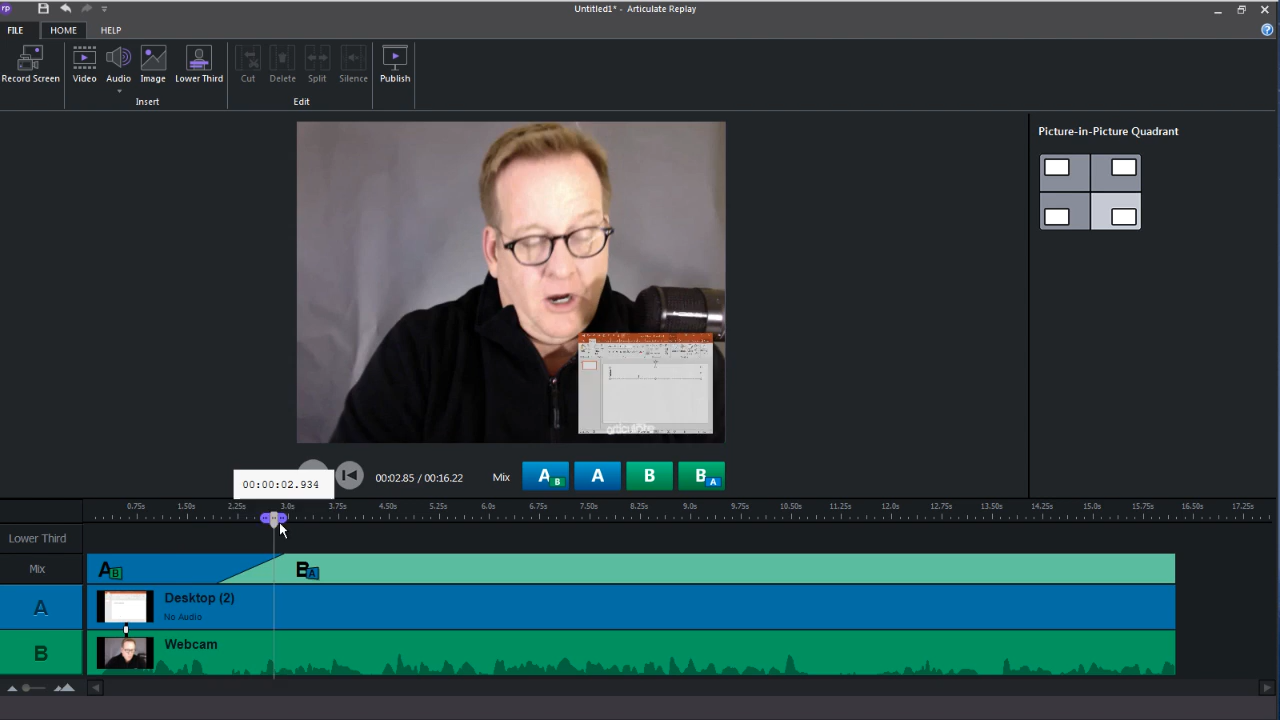 rp
Untitled1* - Articulate Replay
FILE HOME HELP
?
Record Screen Video Audio Image Lower Third Cut Delete Split Silence Publish
Insert Edit
Picture-in-Picture Quadrant
00:02.85 / 00:16.22 Mix A B A B B A
00:00:02.934
0.75s 1.50s 2.25s 3.0s 3.75s 4.50s 5.25s 6.0s 6.75s 7.50s 8.25s 9.0s 9.75s 10.50s 11.25s 12.0s 12.75s 13.50s 14.25s 15.0s 15.75s 16.50s 17.25s
Lower Third
Mix A B B A
A Desktop (2)
No Audio
B Webcam